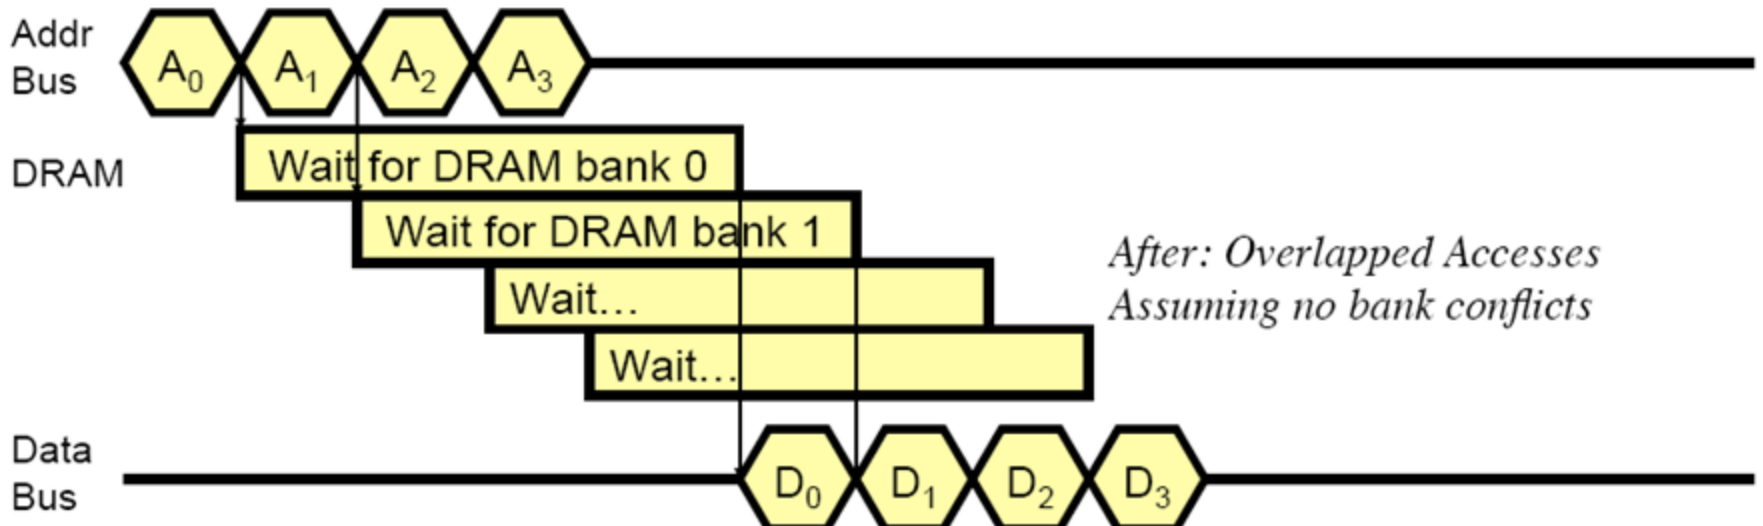 Addr
Bus
A0 A1 A2 A3
DRAM
Wait for DRAM bank 0
Wait for DRAM bank 1
Wait...
Wait...
After: Overlapped Accesses
Assuming no bank conflicts
Data
Bus
D0 D1 D2 D3